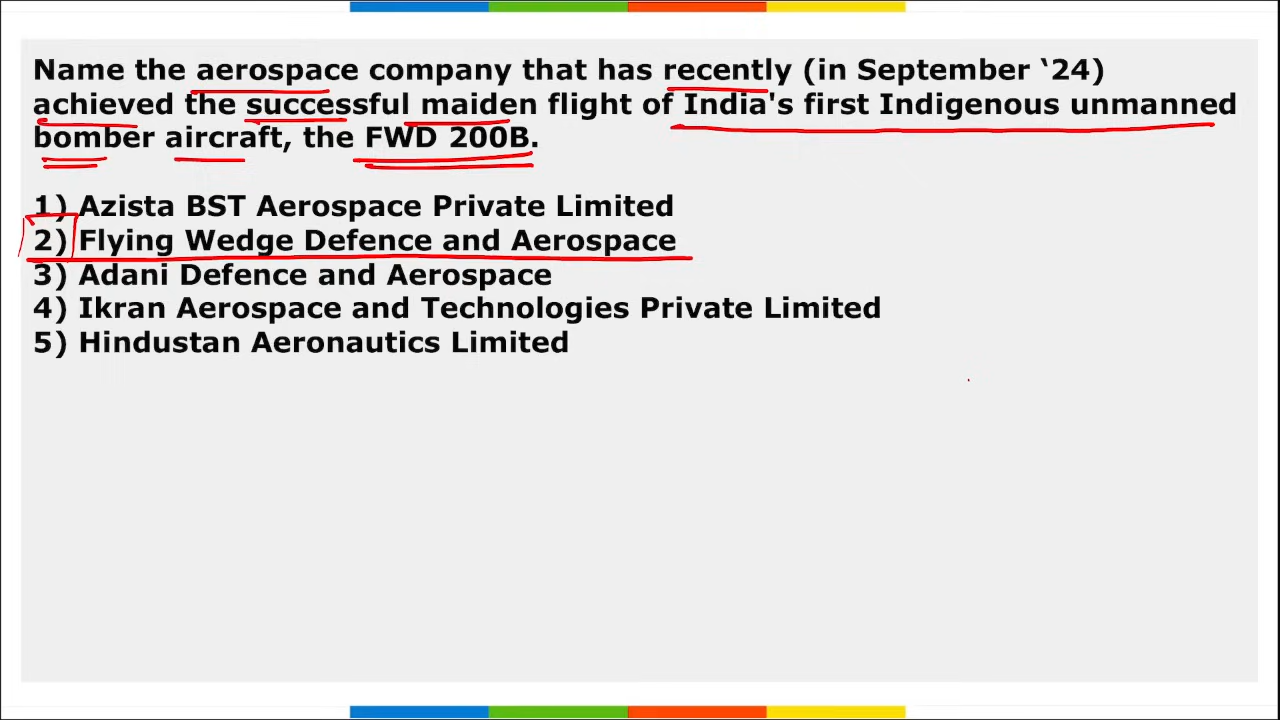 Name the aerospace company that has recently (in September ‘24)
achieved the successful maiden flight of India's first Indigenous unmanned
bomber aircraft, the FWD 200B.
1) Azista BST Aerospace Private Limited
2) Flying Wedge Defence and Aerospace
3) Adani Defence and Aerospace
4) Ikran Aerospace and Technologies Private Limited
5) Hindustan Aeronautics Limited